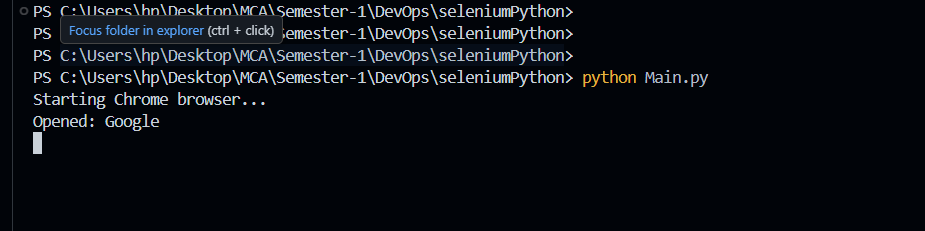 PS C:\Users\hp\Desktop\MCA\Semester-1\DevOps\seleniumPython>
Focus folder in explorer (ctrl + click)
PS \Desktop\MCA\Semester-1\DevOps\seleniumPython>
PS C:\Users\hp\Desktop\MCA\Semester-1\DevOps\seleniumPython>
PS C:\Users\hp\Desktop\MCA\Semester-1\DevOps\seleniumPython> python Main.py
Starting Chrome browser...
Opened: Google